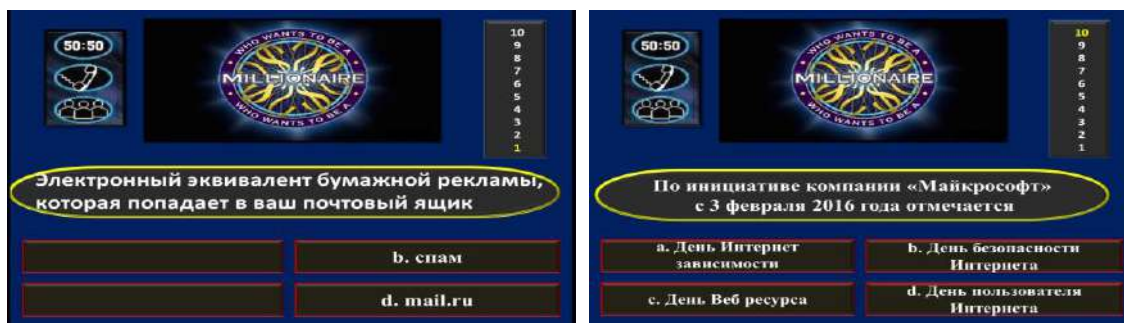 50:50
WHO WANTS TO BE A
MILLIONAIRE
WHO WANTS TO BE A
10
9
8
7
6
5
4
3
2
1
Электронный эквивалент бумажной рекламы,
которая попадает в ваш почтовый ящик
b. спам
d. mail.ru
50:50
WHO WANTS TO BE A
MILLIONAIRE
WHO WANTS TO BE A
10
9
8
7
6
5
4
3
2
1
По инициативе компании «Майкрософт»
с 3 февраля 2016 года отмечается
a. День Интернет
зависимости
b. День безопасности
Интернета
c. День Веб ресурса
d. День пользователя
Интернета